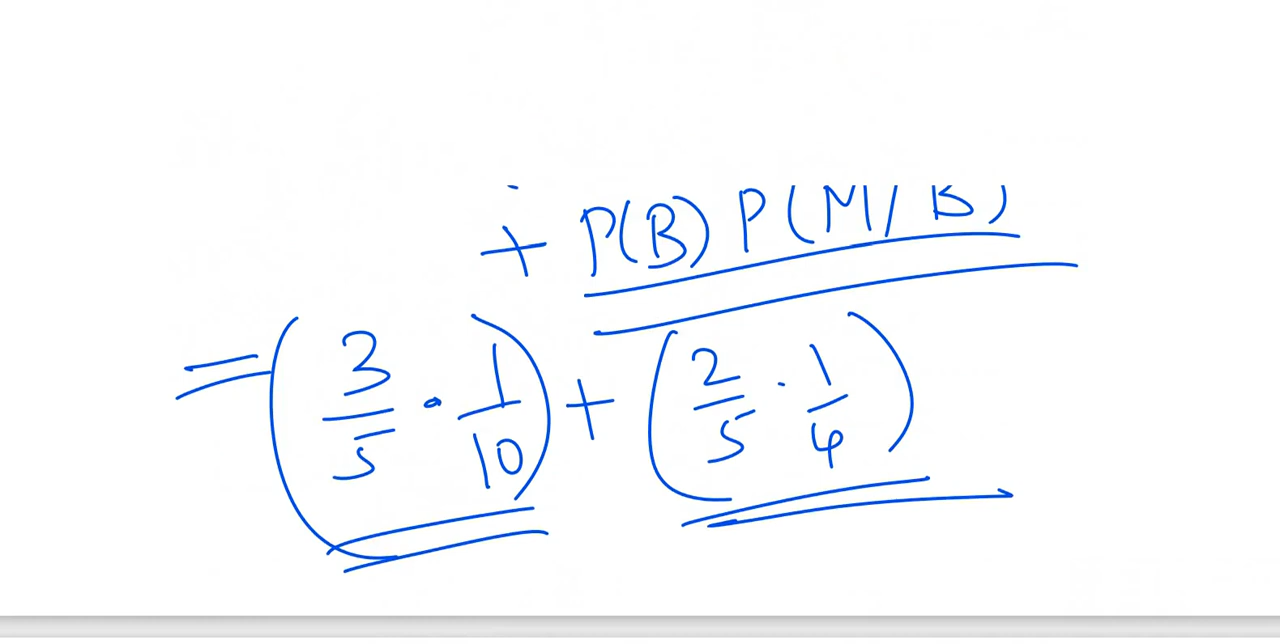 + P(B) P(M/B)
= (3/5 · 1/10) + (2/5 · 1/4)